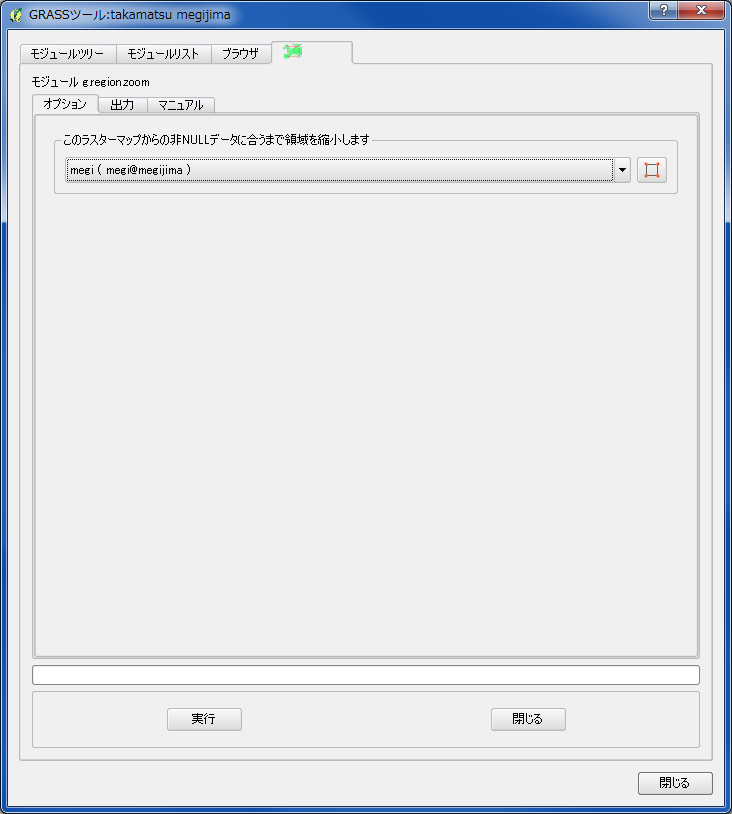 GRASSツール:takamatsu megijima
?
モジュールツリー モジュールリスト ブラウザ
モジュール g.region.zoom
オプション 出力 マニュアル
このラスターマップからの非NULLデータに合うまで領域を縮小します
megi ( megi@megijima )
実行 閉じる
閉じる